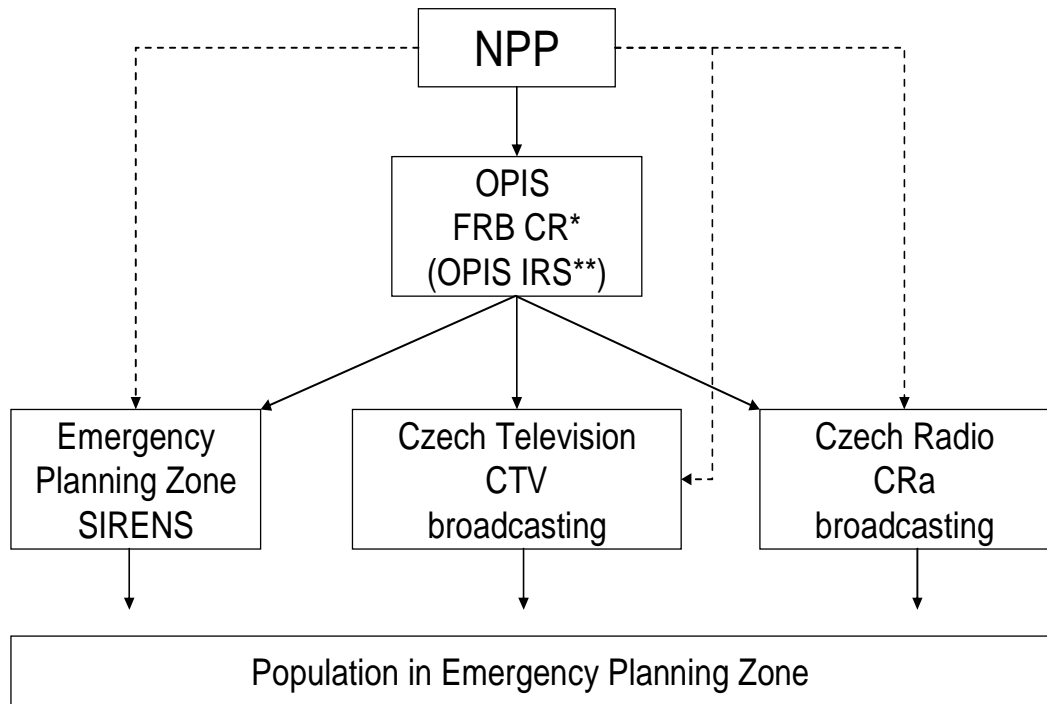 NPP
OPIS
FRB CR*
(OPIS IRS**)
Emergency
Planning Zone
SIRENS
Czech Television
CTV
broadcasting
Czech Radio
CRa
broadcasting
Population in Emergency Planning Zone